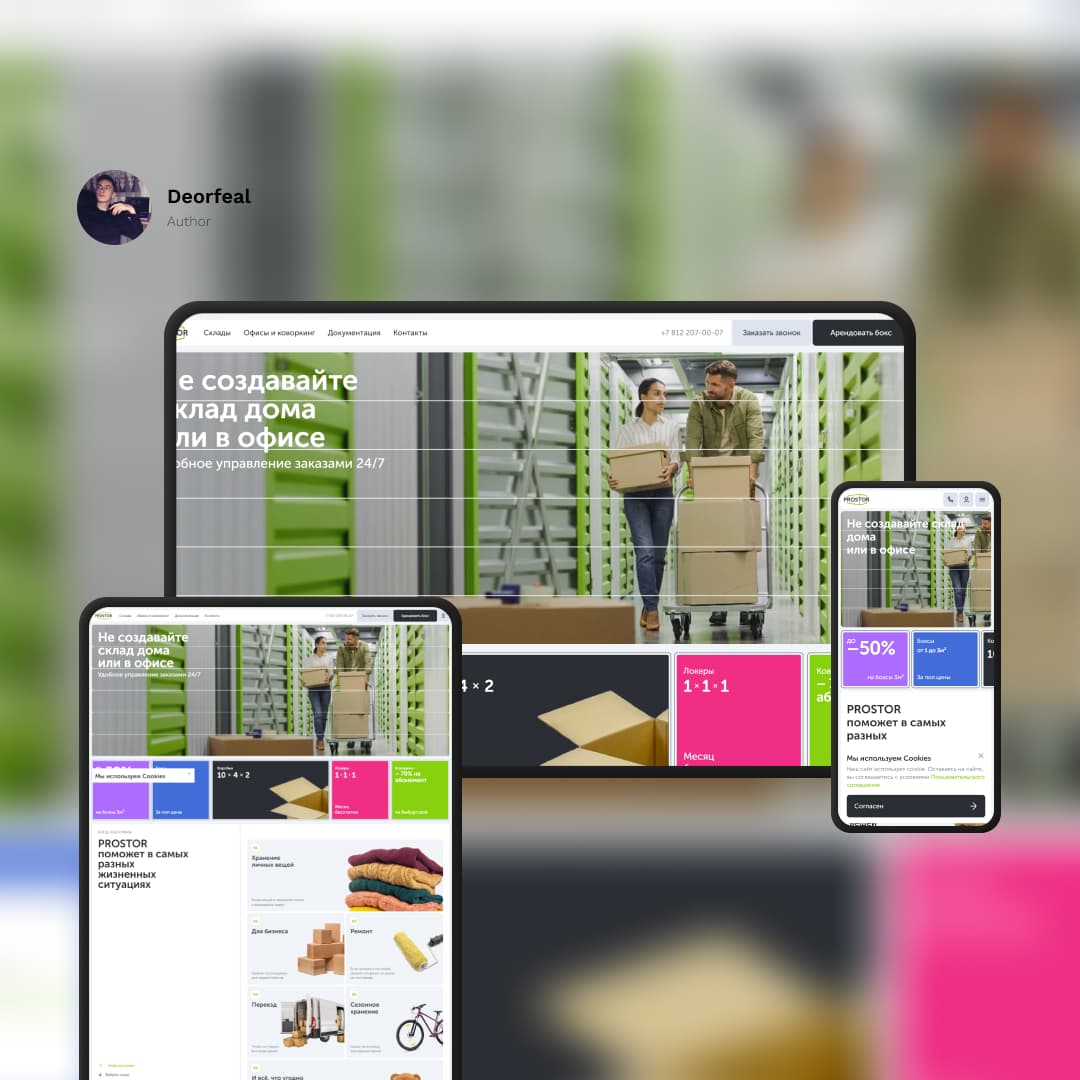 Deorfeal
Author
OR
Склады
Офисы и коворкинг
Документация
Контакты
+7 812 207-00-07
Заказать звонок
Арендовать бокс
е создавайте
клад дома
ли в офисе
обное управление заказами 24/7
4 × 2
Локеры
1×1×1
Месяц
PROSTOR
Не создавайте склад
дома
или в офисе
ДО
−50%
на боксы 3м²
Боксы
от 1 до 3м²
За пол цены
PROSTOR
поможет в самых
разных
Мы используем Cookies
Наш сайт использует cookie. Оставаясь на сайте,
вы соглашаетесь с условиями Пользовательского
соглашения
Согласен
PROSTOR
Склады
Офисы и коворкинг
Документация
Контакты
Заказать звонок
Арендовать бокс
Не создавайте
склад дома
или в офисе
Удобное управление заказами 24/7
Мы используем Cookies
на боксы 3м²
За пол цены
Коробки
10 × 4 × 2
Локеры
1×1×1
Месяц
бесплатно
− 70% на
абонемент
на Выборгской
PROSTOR
поможет в самых
разных
жизненных
ситуациях
Хранение
личных вещей
Для бизнеса
Ремонт
Переезд
Сезонное
хранение
И всё, что угодно